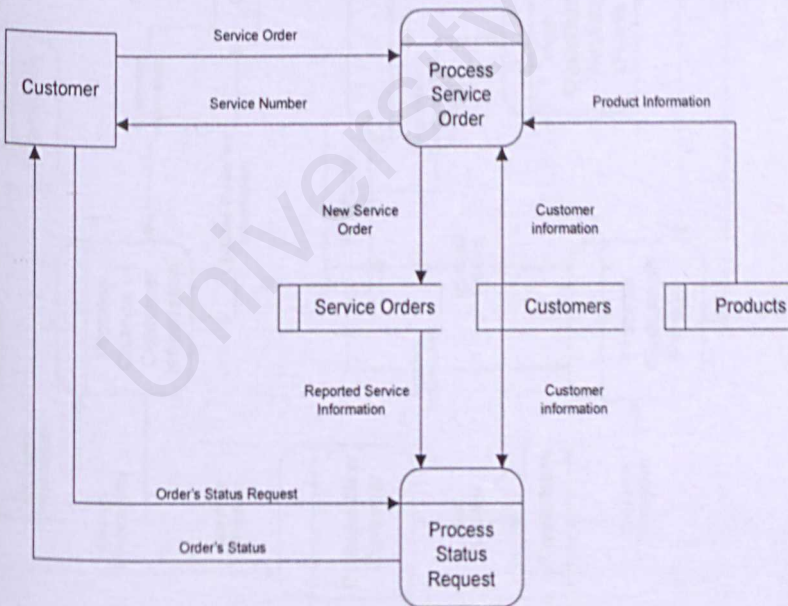 Service Order
Process
Service
Order
Customer
Service Number
Product Information
New Service
Order
Customer
information
Service Orders
Customers
Products
Reported Service
Information
Customer
information
Order's Status Request
Order's Status
Process
Status
Request
University